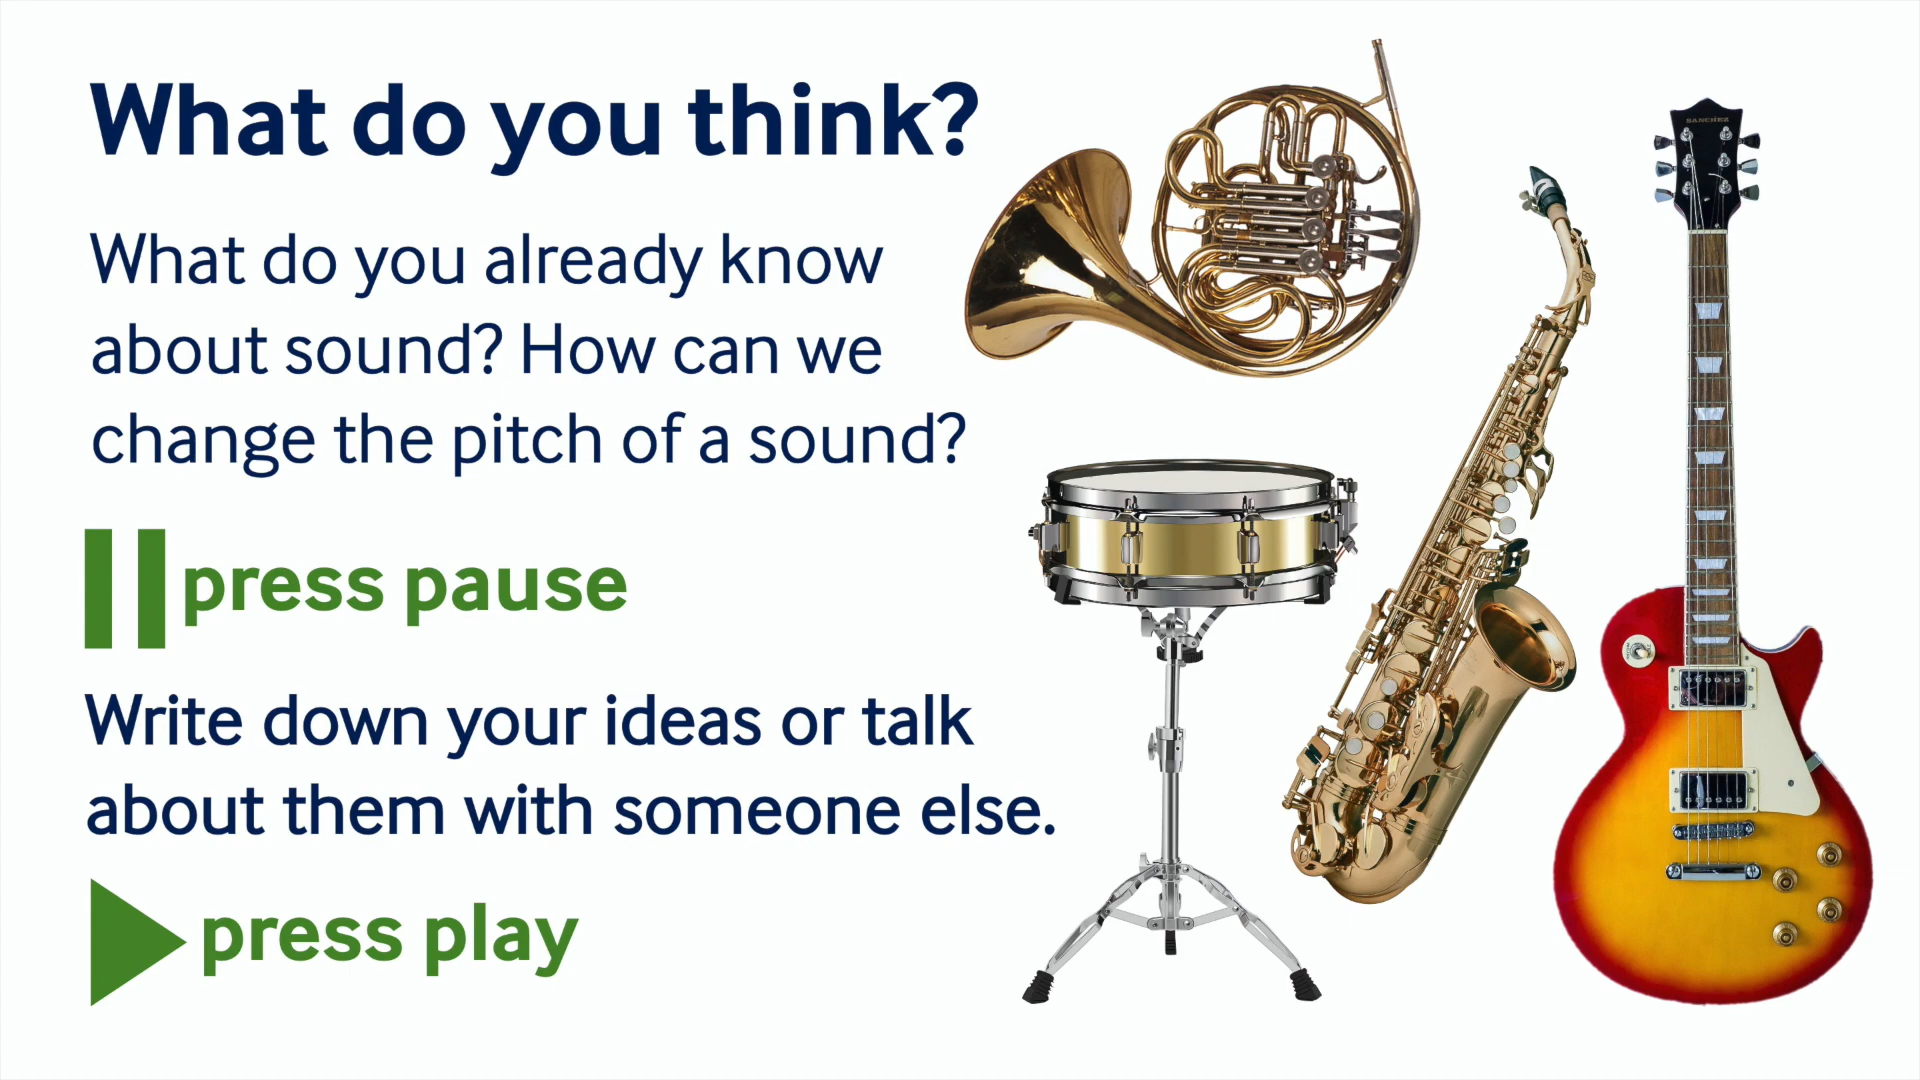 What do you think?
What do you already know
about sound? How can we
change the pitch of a sound?
press pause
Write down your ideas or talk
about them with someone else.
press play
SANCHEZ